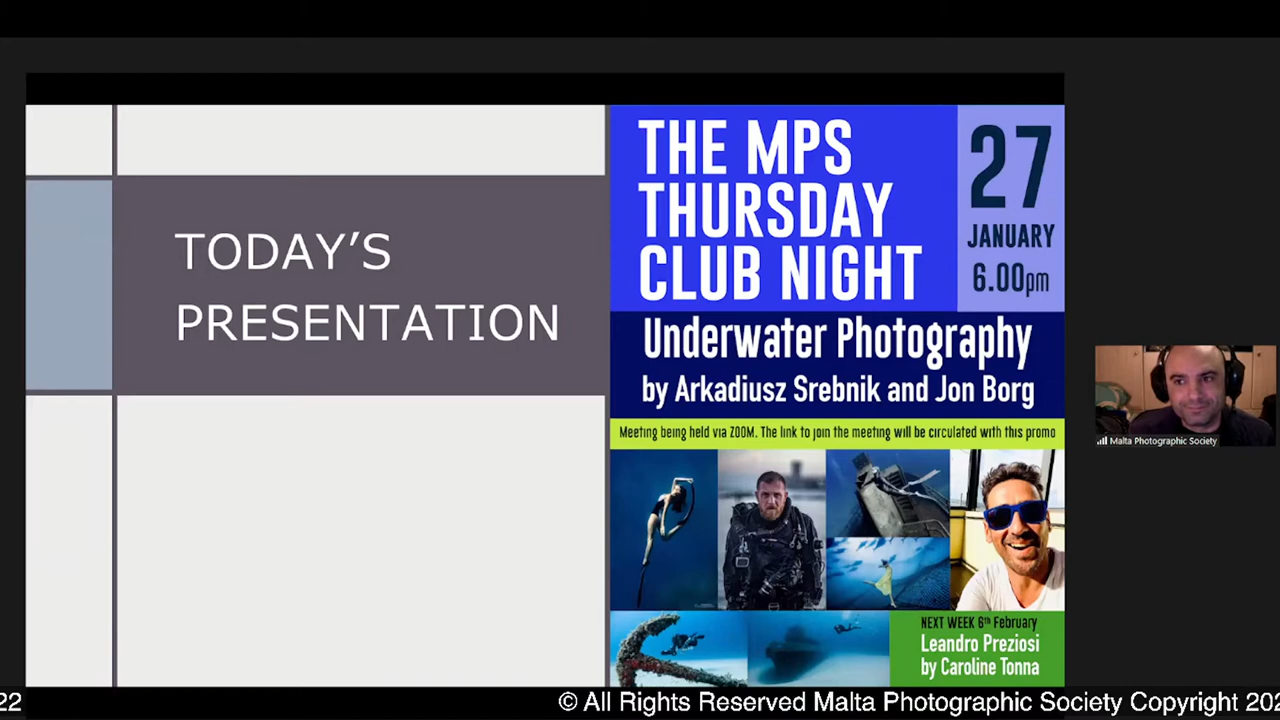 TODAY'S
PRESENTATION
THE MPS
THURSDAY
CLUB NIGHT
27
JANUARY
6.00pm
Underwater Photography
by Arkadiusz Srebnik and Jon Borg
Meeting being held via ZOOM. The link to join the meeting will be circulated with this promo
NEXT WEEK 6th February
Leandro Preziosi
by Caroline Tonna
Malta Photographic Society
22
© All Rights Reserved Malta Photographic Society Copyright 202